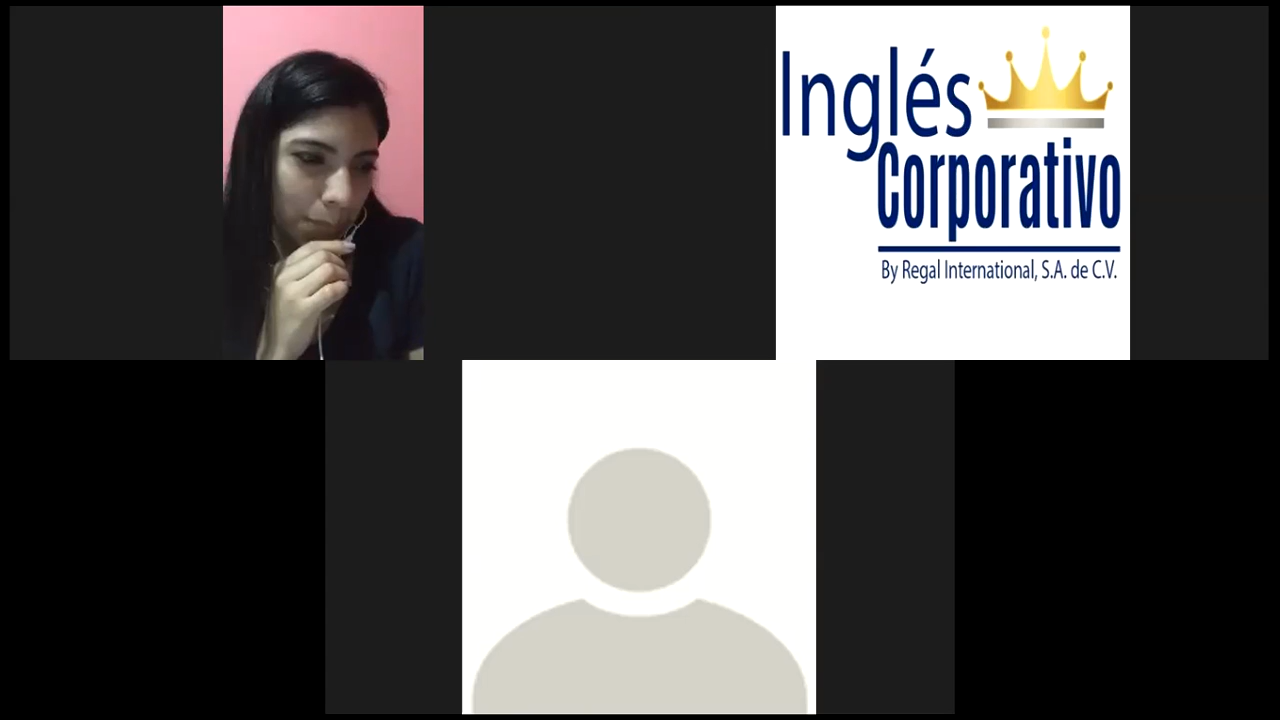 Inglés
Corporativo
By Regal International, S.A. de C.V.